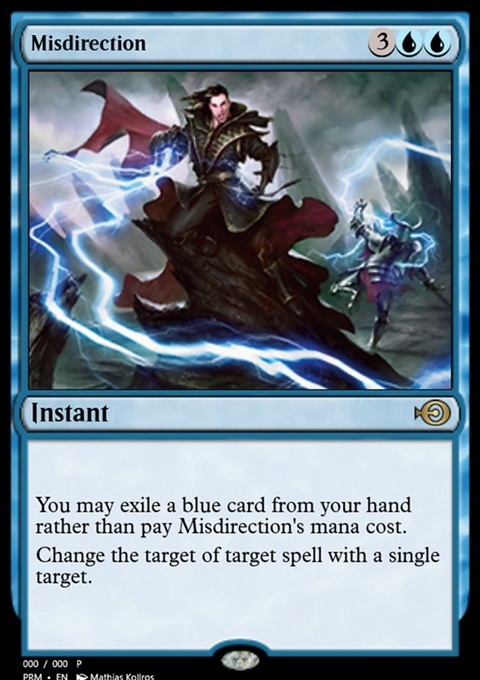 Misdirection 3
Instant
You may exile a blue card from your hand
rather than pay Misdirection's mana cost.
Change the target of target spell with a single
target.
000 / 000 P
PRM • EN Mathias Kollros